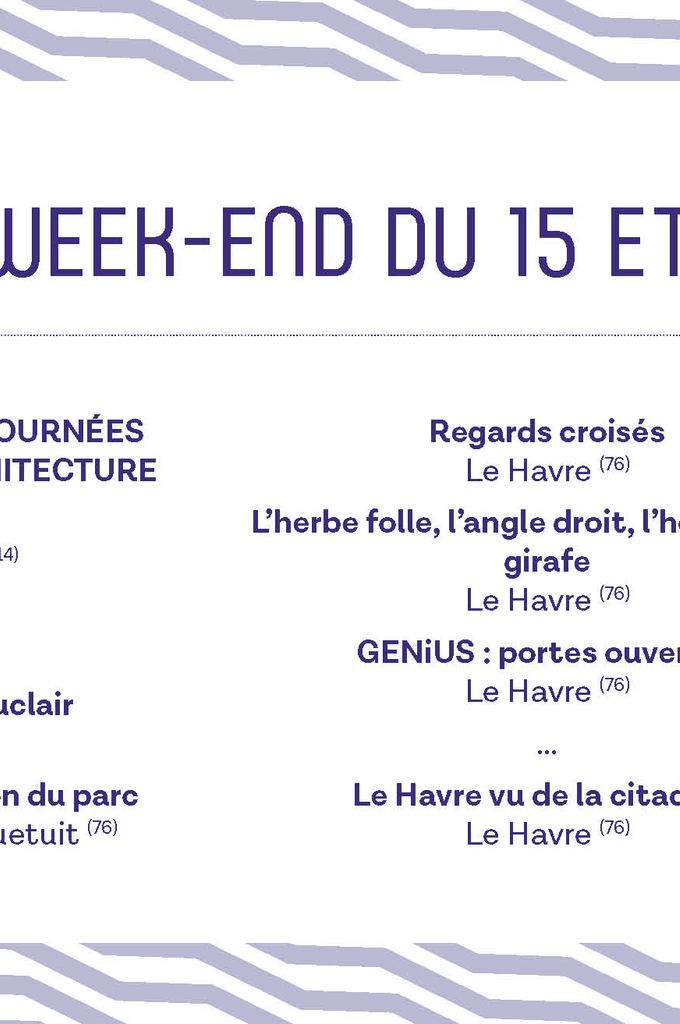 WEEK-END DU 15 ET
OURNÉES
ITECTURE
14)
uclair
n du parc
uetuit (76)
Regards croisés
Le Havre (76)
L’herbe folle, l’angle droit, l’h
girafe
Le Havre (76)
GENiUS : portes ouver
Le Havre (76)
...
Le Havre vu de la citad
Le Havre (76)